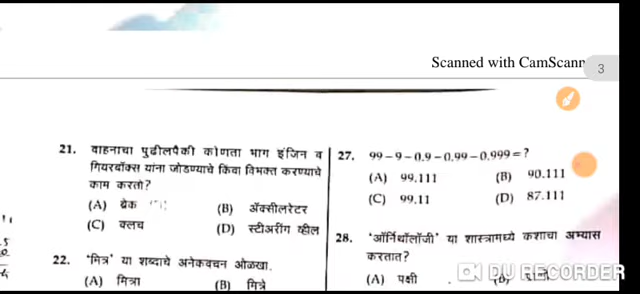 Scanned with CamScann
3
21. वाहनाचा पुढीलपैकी कोणता भाग इंजिन व
गियरबॉक्स यांना जोडण्याचे किंवा विभक्त करण्याचे
काम करतो?
(A) ब्रेक
(B) ॲक्सीलरेटर
(C) क्लच
(D) स्टीअरींग व्हील
22. 'मित्र' या शब्दाचे अनेकवचन ओळखा.
(A) मित्रा
(B) मित्रे
27. 99-9-0.9-0.99-0.999=?
(A) 99.111
(B) 90.111
(C) 99.11
(D) 87.111
28. 'ऑर्निथॉलॉजी' या शास्त्रामध्ये कशाचा अभ्यास
करतात?
(A) पक्षी
DU RECORDER